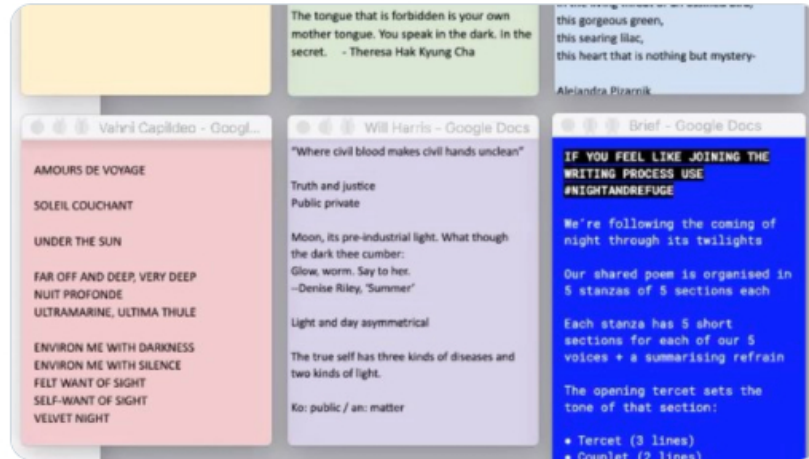 The tongue that is forbidden is your own
mother tongue. You speak in the dark. In the
secret. - Theresa Hak Kyung Cha
this gorgeous green,
this searing lilac,
this heart that is nothing but mystery-
Alejandra Pizarnik
Vahni Capildeo - Googl...
AMOURS DE VOYAGE
SOLEIL COUCHANT
UNDER THE SUN
FAR OFF AND DEEP, VERY DEEP
NUIT PROFONDE
ULTRAMARINE, ULTIMA THULE
ENVIRON ME WITH DARKNESS
ENVIRON ME WITH SILENCE
FELT WANT OF SIGHT
SELF-WANT OF SIGHT
VELVET NIGHT
Will Harris - Google Docs
"Where civil blood makes civil hands unclean"
Truth and justice
Public private
Moon, its pre-industrial light. What though
the dark thee cumber:
Glow, worm. Say to her.
--Denise Riley, 'Summer'
Light and day asymmetrical
The true self has three kinds of diseases and
two kinds of light.
Ko: public / an: matter
Brief - Google Docs
IF YOU FEEL LIKE JOINING THE
WRITING PROCESS USE
#NIGHTANDREFUGE
We're following the coming of
night through its twilights
Our shared poem is organised in
5 stanzas of 5 sections each
Each stanza has 5 short
sections for each of our 5
voices + a summarising refrain
The opening tercet sets the
tone of that section:
• Tercet (3 lines)
• Couplet (2 lines)